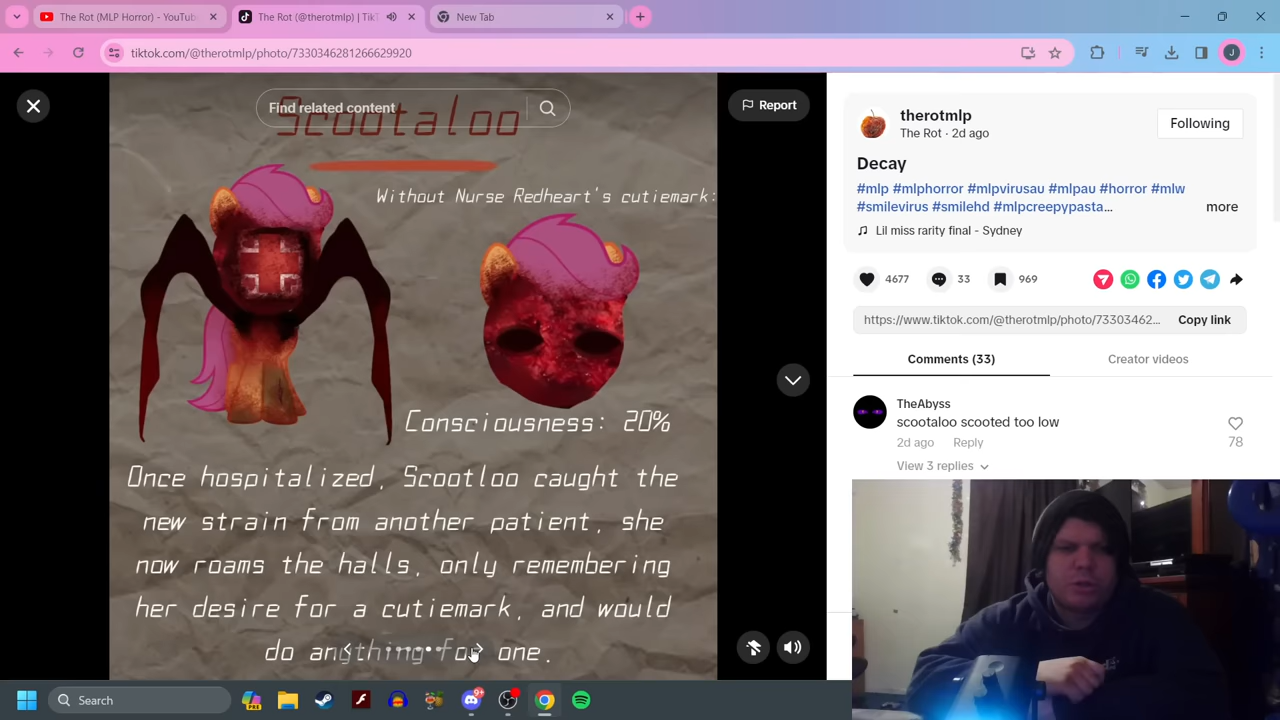 The Rot (MLP Horror) - YouTub
The Rot (@therotmlp) | TikT
New Tab
tiktok.com/@therotmlp/photo/7330346281266629920
Find related content
Report
Scootaloo
Without Nurse Redheart's cutiemark:
Consciousness: 20%
Once hospitalized, Scootloo caught the
new strain from another patient, she
now roams the halls, only remembering
her desire for a cutiemark, and would
do anything for one.
therotmlp
The Rot · 2d ago
Following
Decay
#mlp #mlphorror #mlpvirusau #mlpau #horror #mlw
#smilevirus #smilehd #mlpcreepypasta...
more
Lil miss rarity final - Sydney
4677
33
969
https://www.tiktok.com/@therotmlp/photo/73303462...
Copy link
Comments (33)
Creator videos
TheAbyss
scootaloo scooted too low
78
2d ago
Reply
View 3 replies
Search
PRE
9+
J